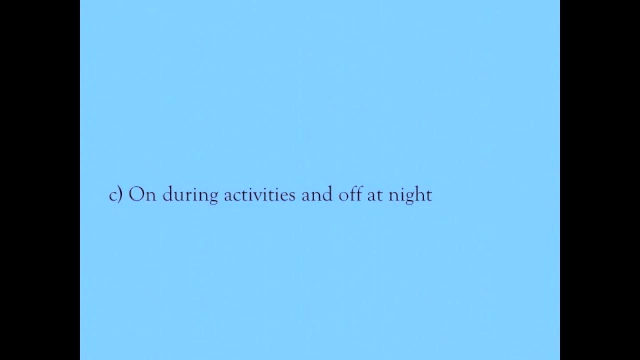 c) On during activities and off at night